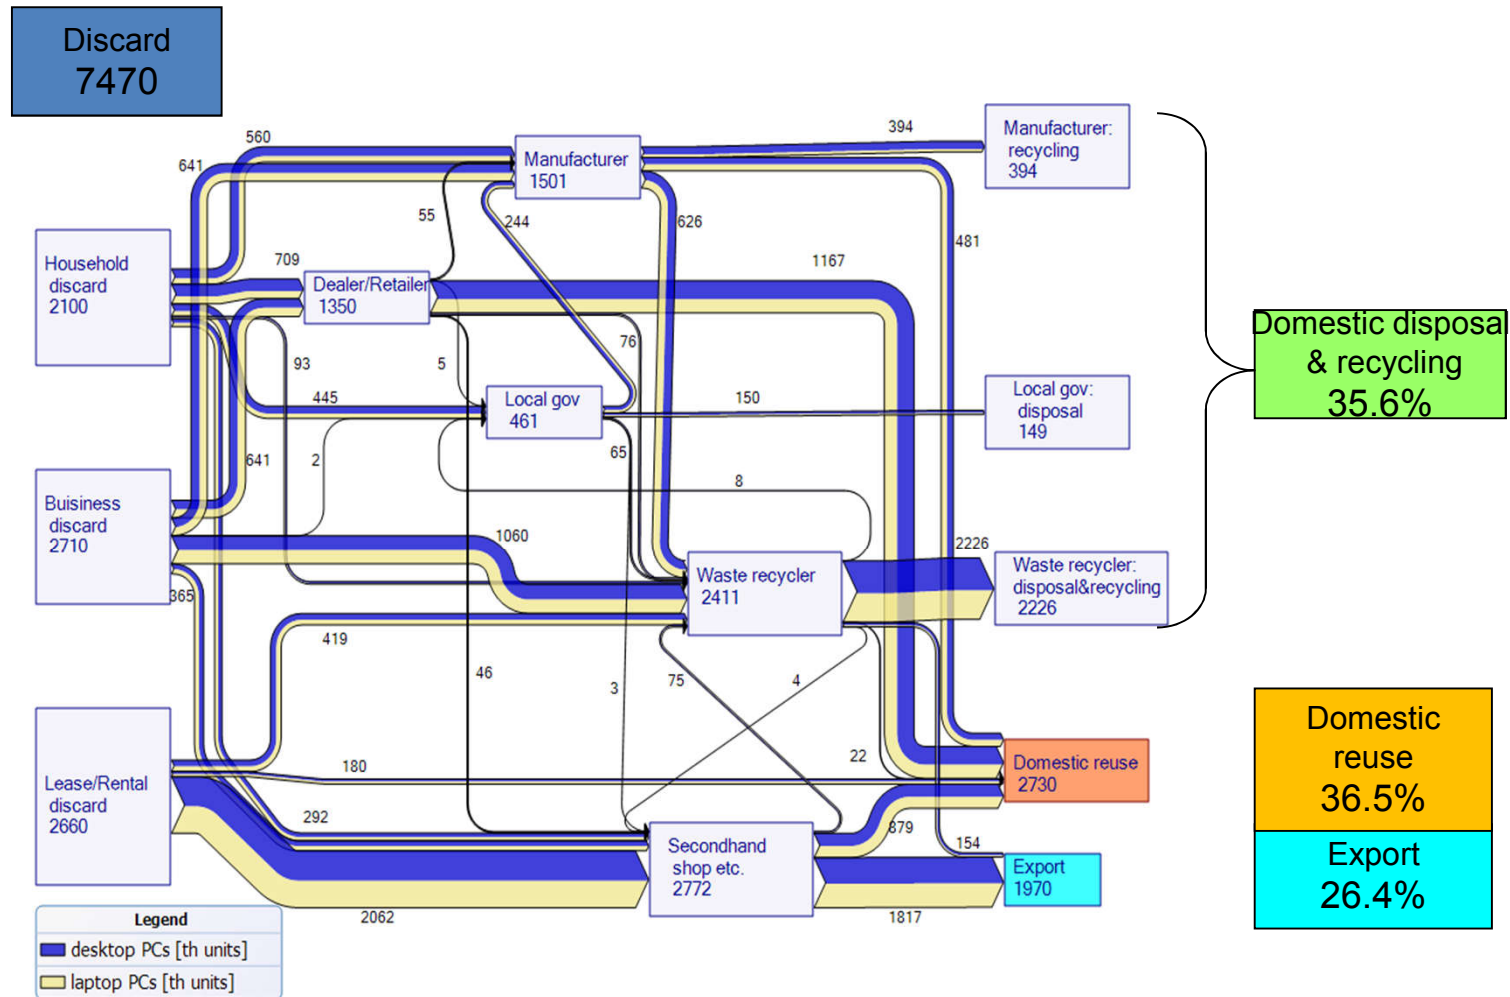 Discard
7470
560
641
Manufacturer
1501
394
Manufacturer:
recycling
394
55
244
626
481
Household
discard
2100
709
Dealer/Retailer
1350
1167
Domestic disposal
& recycling
35.6%
93
5
76
445
Local gov
461
150
Local gov:
disposal
149
641
2
65
8
Buisiness
discard
2710
1060
2226
Waste recycler
2411
Waste recycler:
disposal&recycling
2226
365
419
46
3
75
4
22
Lease/Rental
discard
2660
180
Domestic reuse
2730
Domestic
reuse
36.5%
292
879
154
Secondhand
shop etc.
2772
Export
1970
Export
26.4%
2062
1817
Legend
desktop PCs [th units]
laptop PCs [th units]